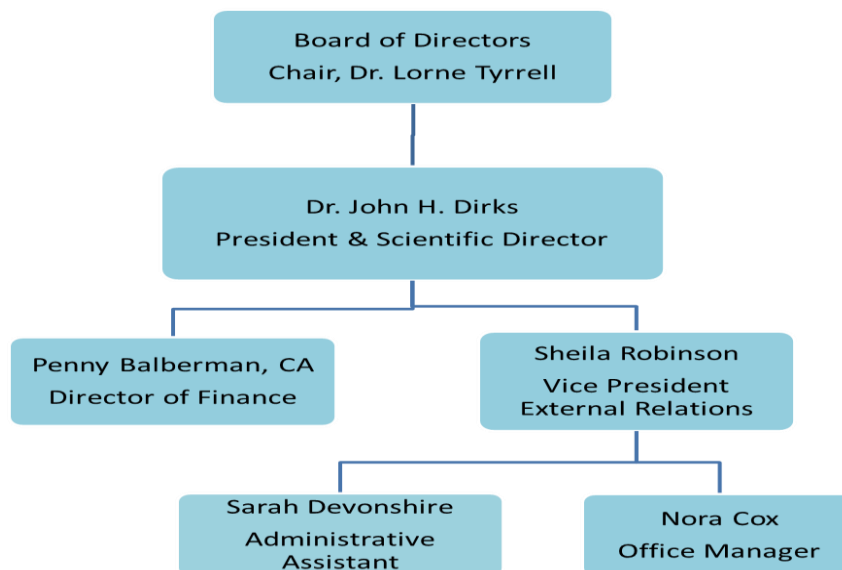 Board of Directors
Chair, Dr. Lorne Tyrrell
Dr. John H. Dirks
President & Scientific Director
Penny Balberman, CA
Director of Finance
Sheila Robinson
Vice President
External Relations
Sarah Devonshire
Administrative
Assistant
Nora Cox
Office Manager